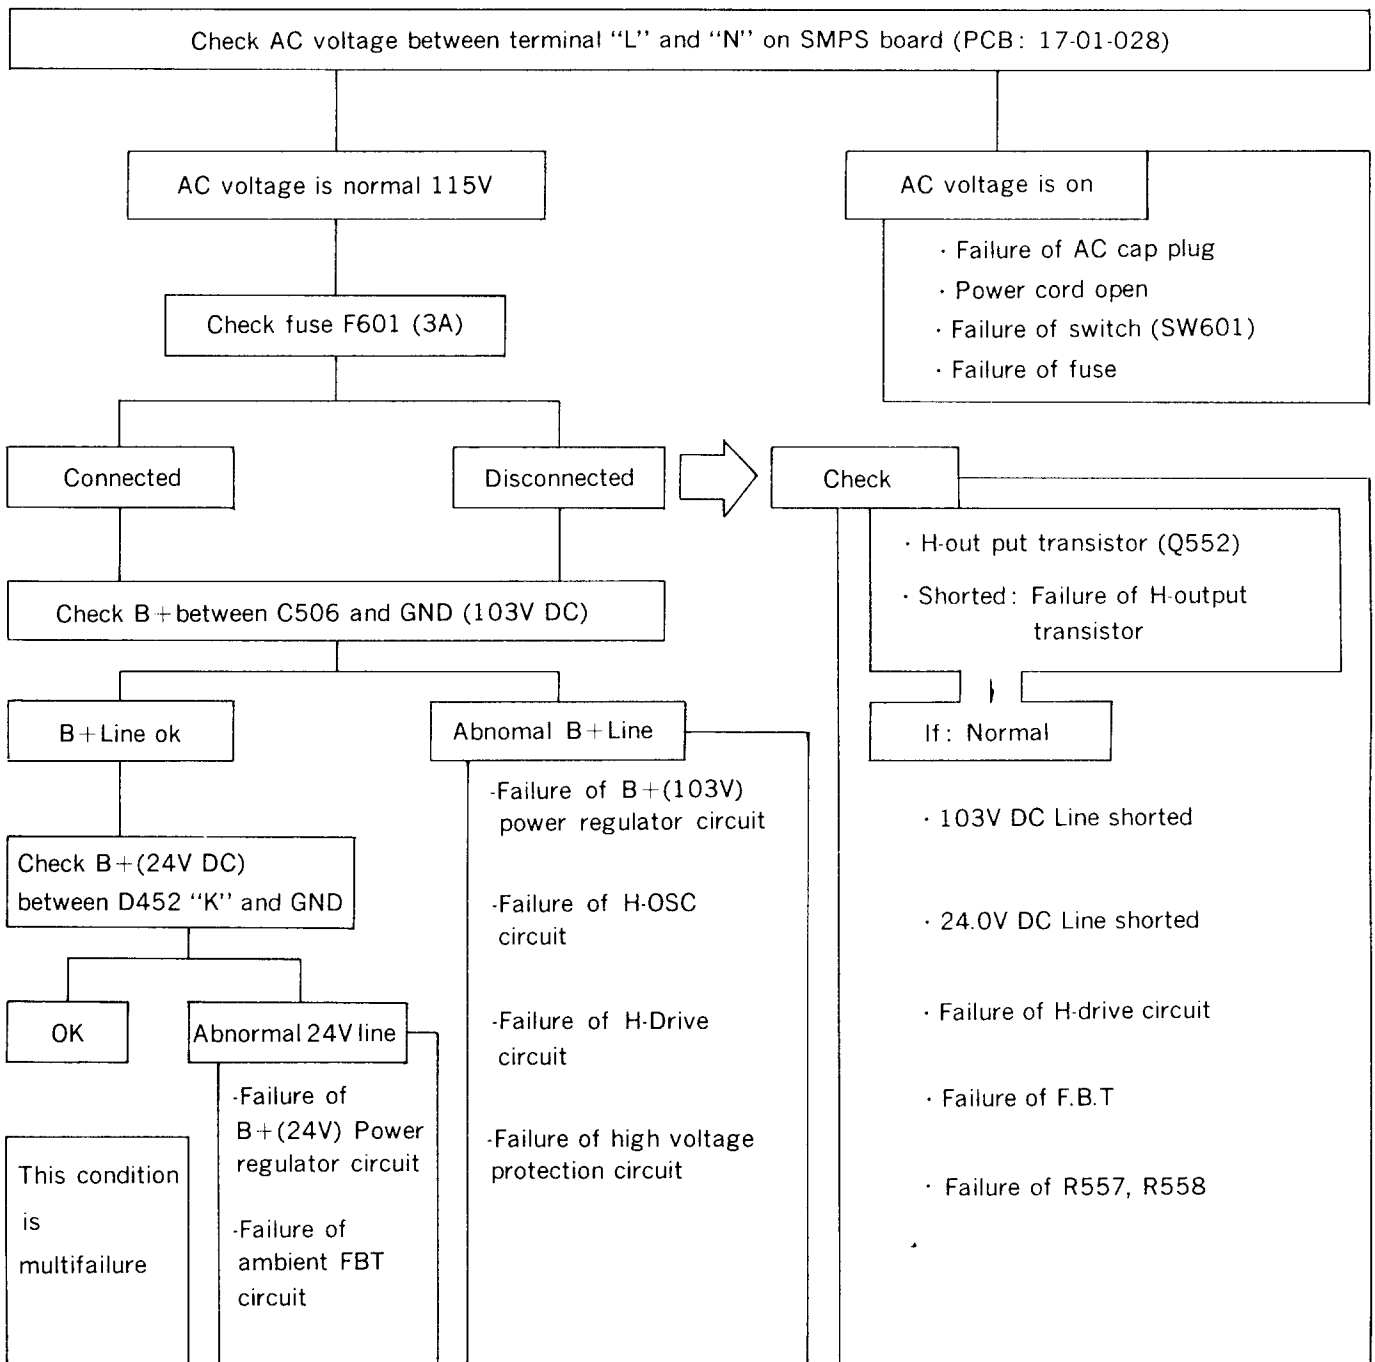 Check AC voltage between terminal “L” and “N” on SMPS board (PCB: 17-01-028)
AC voltage is normal 115V
AC voltage is on
· Failure of AC cap plug
· Power cord open
· Failure of switch (SW601)
· Failure of fuse
Check fuse F601 (3A)
Connected
Disconnected
Check
· H-out put transistor (Q552)
· Shorted: Failure of H-output
transistor
If: Normal
· 103V DC Line shorted
· 24.0V DC Line shorted
· Failure of H-drive circuit
· Failure of F.B.T
· Failure of R557, R558
Check B+between C506 and GND (103V DC)
B+Line ok
Abnomal B+Line
-Failure of B+(103V)
power regulator circuit
-Failure of H-OSC
circuit
-Failure of H-Drive
circuit
-Failure of high voltage
protection circuit
Check B+(24V DC)
between D452 “K” and GND
OK
Abnormal 24V line
-Failure of
B+(24V) Power
regulator circuit
-Failure of
ambient FBT
circuit
This condition
is
multifailure